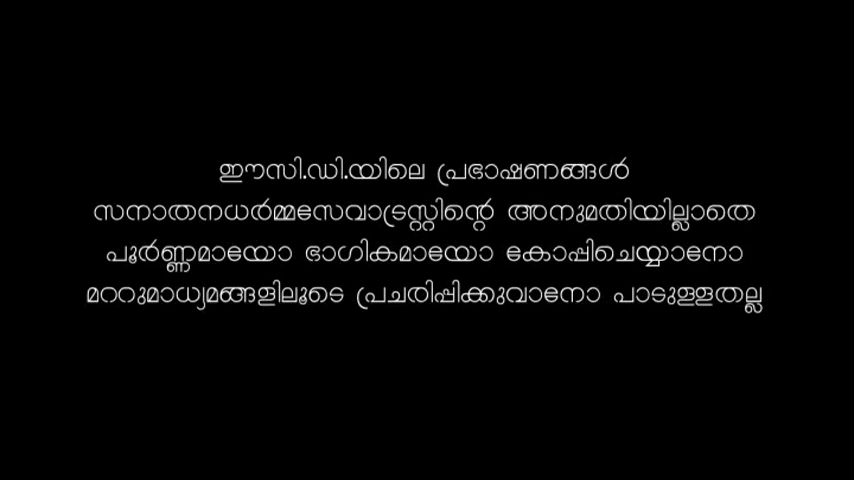 ഈസി.ഡി.യിലെ പ്രഭാഷണങ്ങൾ
സനാതനധർമ്മസേവാട്രസ്റ്റിന്റെ അനുമതിയില്ലാതെ
പൂർണ്ണമായോ ഭാഗികമായോ കോപ്പിചെയ്യാനോ
മററുമാധ്യമങ്ങളിലൂടെ പ്രചരിപ്പിക്കുവാനോ പാടുള്ളതല്ല